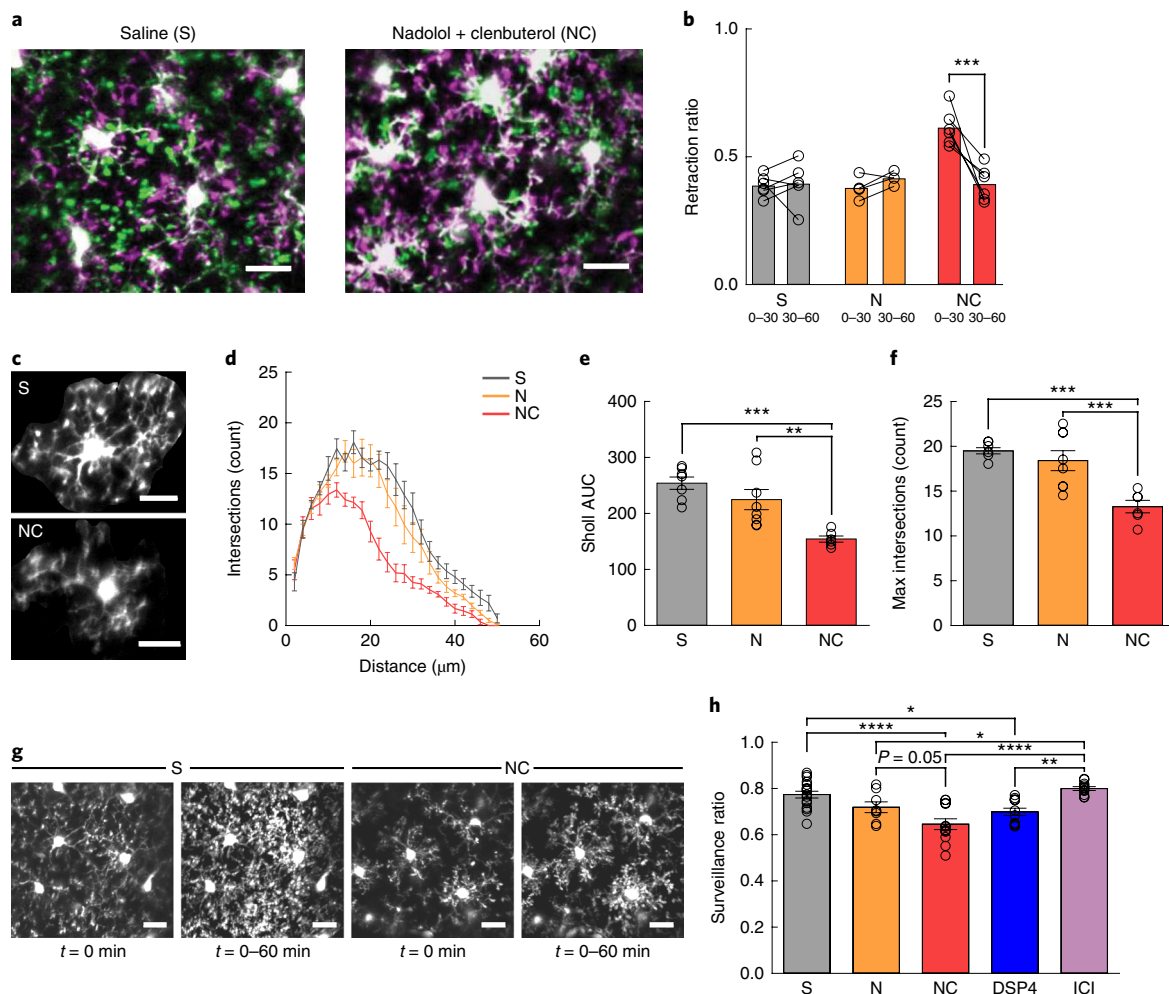 a
Saline (S)
Nadolol + clenbuterol (NC)
b
Retraction ratio
1.0
0.5
0.0
***
S
N
NC
0–30 30–60
0–30 30–60
0–30 30–60
c
S
NC
d
Intersections (count)
25
20
15
10
5
0
0
20
40
60
Distance (μm)
S
N
NC
e
Sholl AUC
400
300
200
100
0
***
**
S
N
NC
f
Max intersections (count)
25
20
15
10
5
0
***
***
S
N
NC
g
S
NC
t = 0 min
t = 0–60 min
t = 0 min
t = 0–60 min
h
Surveillance ratio
1.0
0.8
0.6
0.4
0.2
0.0
*
****
*
P = 0.05
****
**
S
N
NC
DSP4
ICI